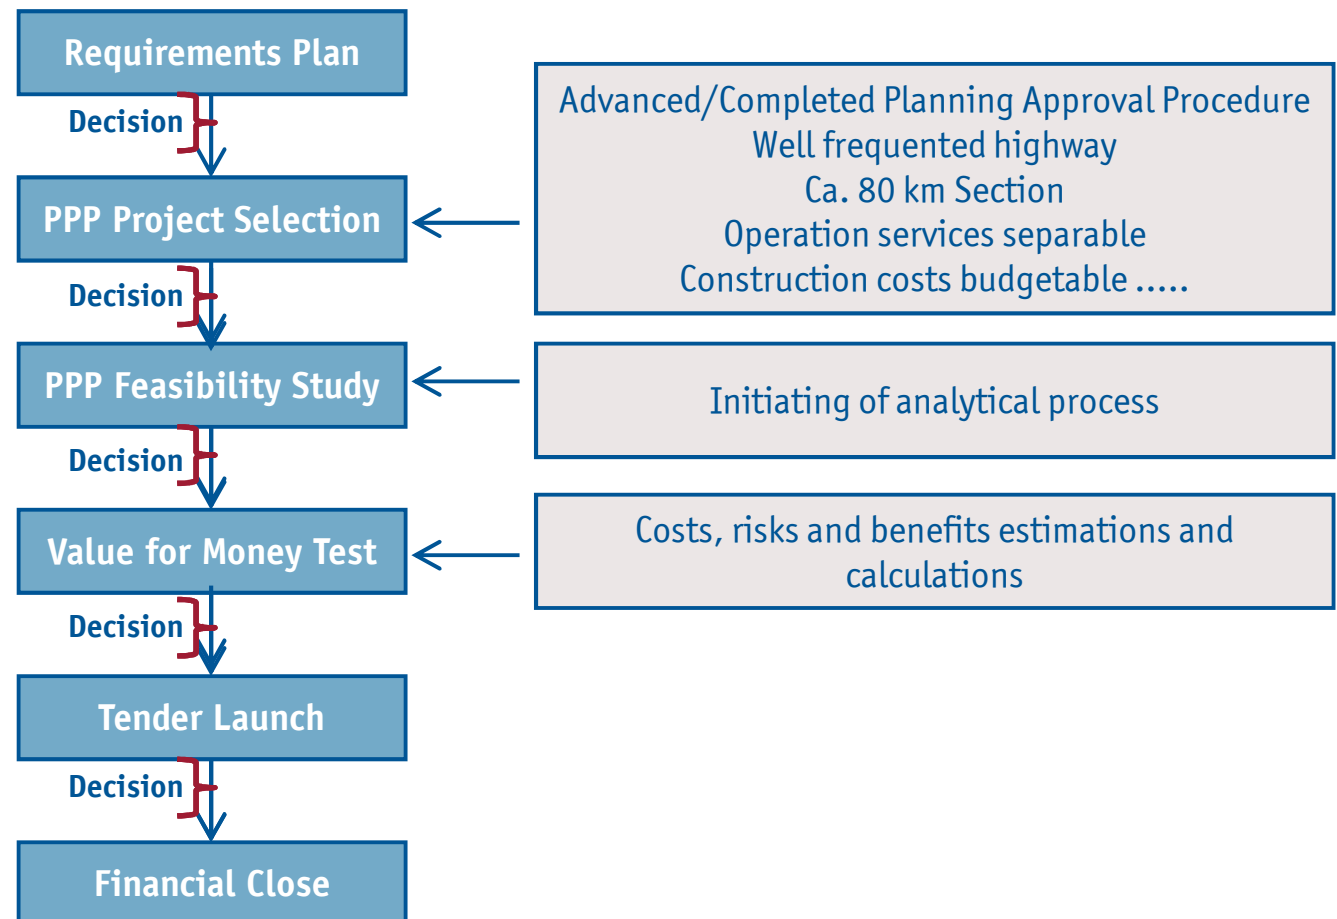 Requirements Plan
Decision
PPP Project Selection
Advanced/Completed Planning Approval Procedure
Well frequented highway
Ca. 80 km Section
Operation services separable
Construction costs budgetable .....
Decision
PPP Feasibility Study
Initiating of analytical process
Decision
Value for Money Test
Costs, risks and benefits estimations and
calculations
Decision
Tender Launch
Decision
Financial Close